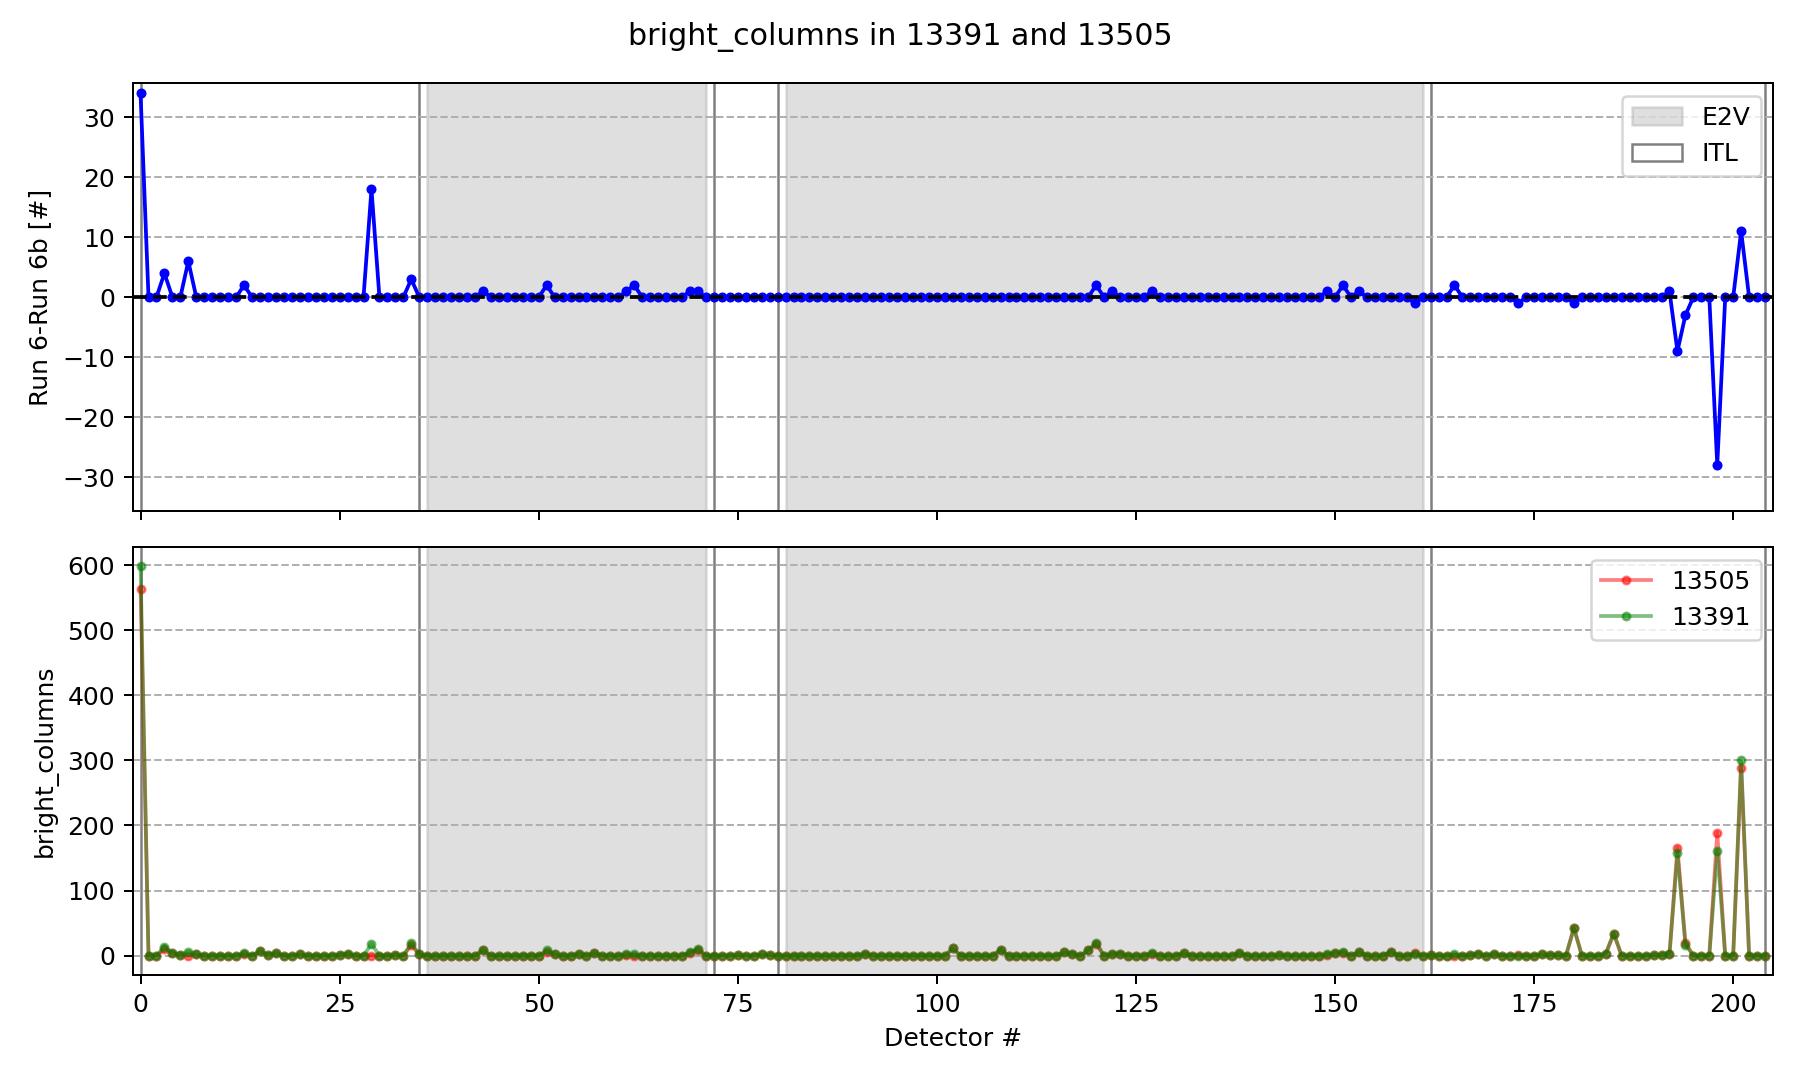 bright_columns in 13391 and 13505
Run 6-Run 6b [#]
30
20
10
0
−10
−20
−30
E2V
ITL
bright_columns
600
500
400
300
200
100
0
13505
13391
0 25 50 75 100 125 150 175 200
Detector #